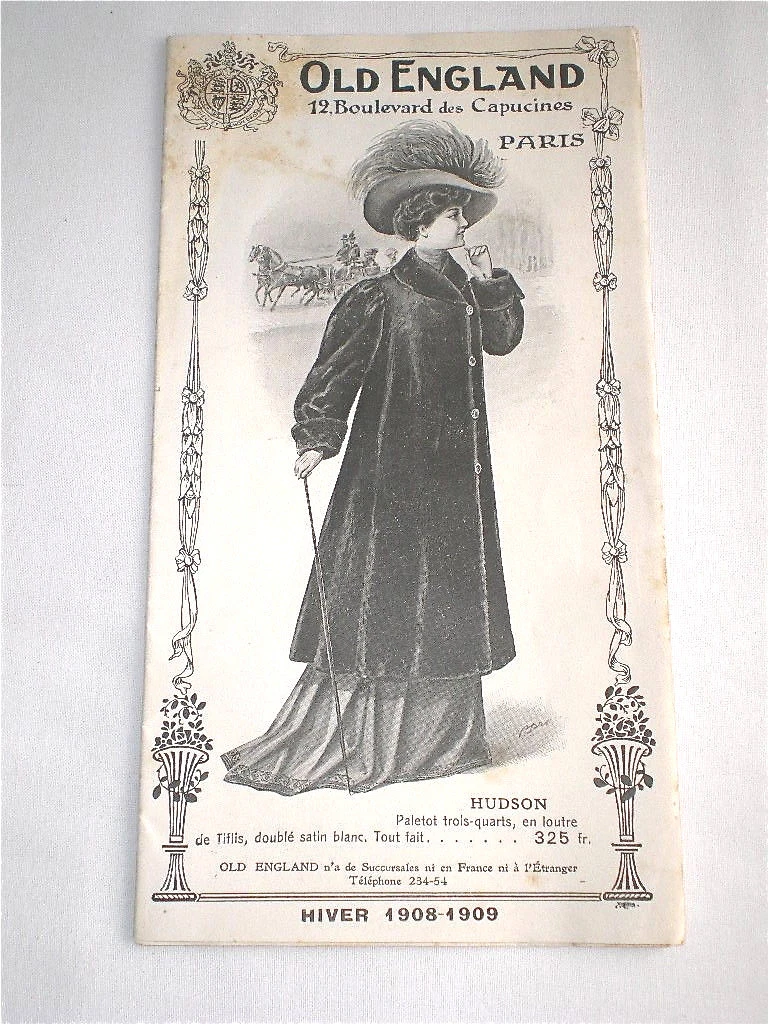 OLD ENGLAND
12, Boulevard des Capucines
PARIS
HUDSON
Paletot trois-quarts, en loutre
de Tiflis, doublé satin blanc. Tout fait....... 325 fr.
OLD ENGLAND n'a de Succursales ni en France ni à l'Étranger
Téléphone 234-54
HIVER 1908-1909